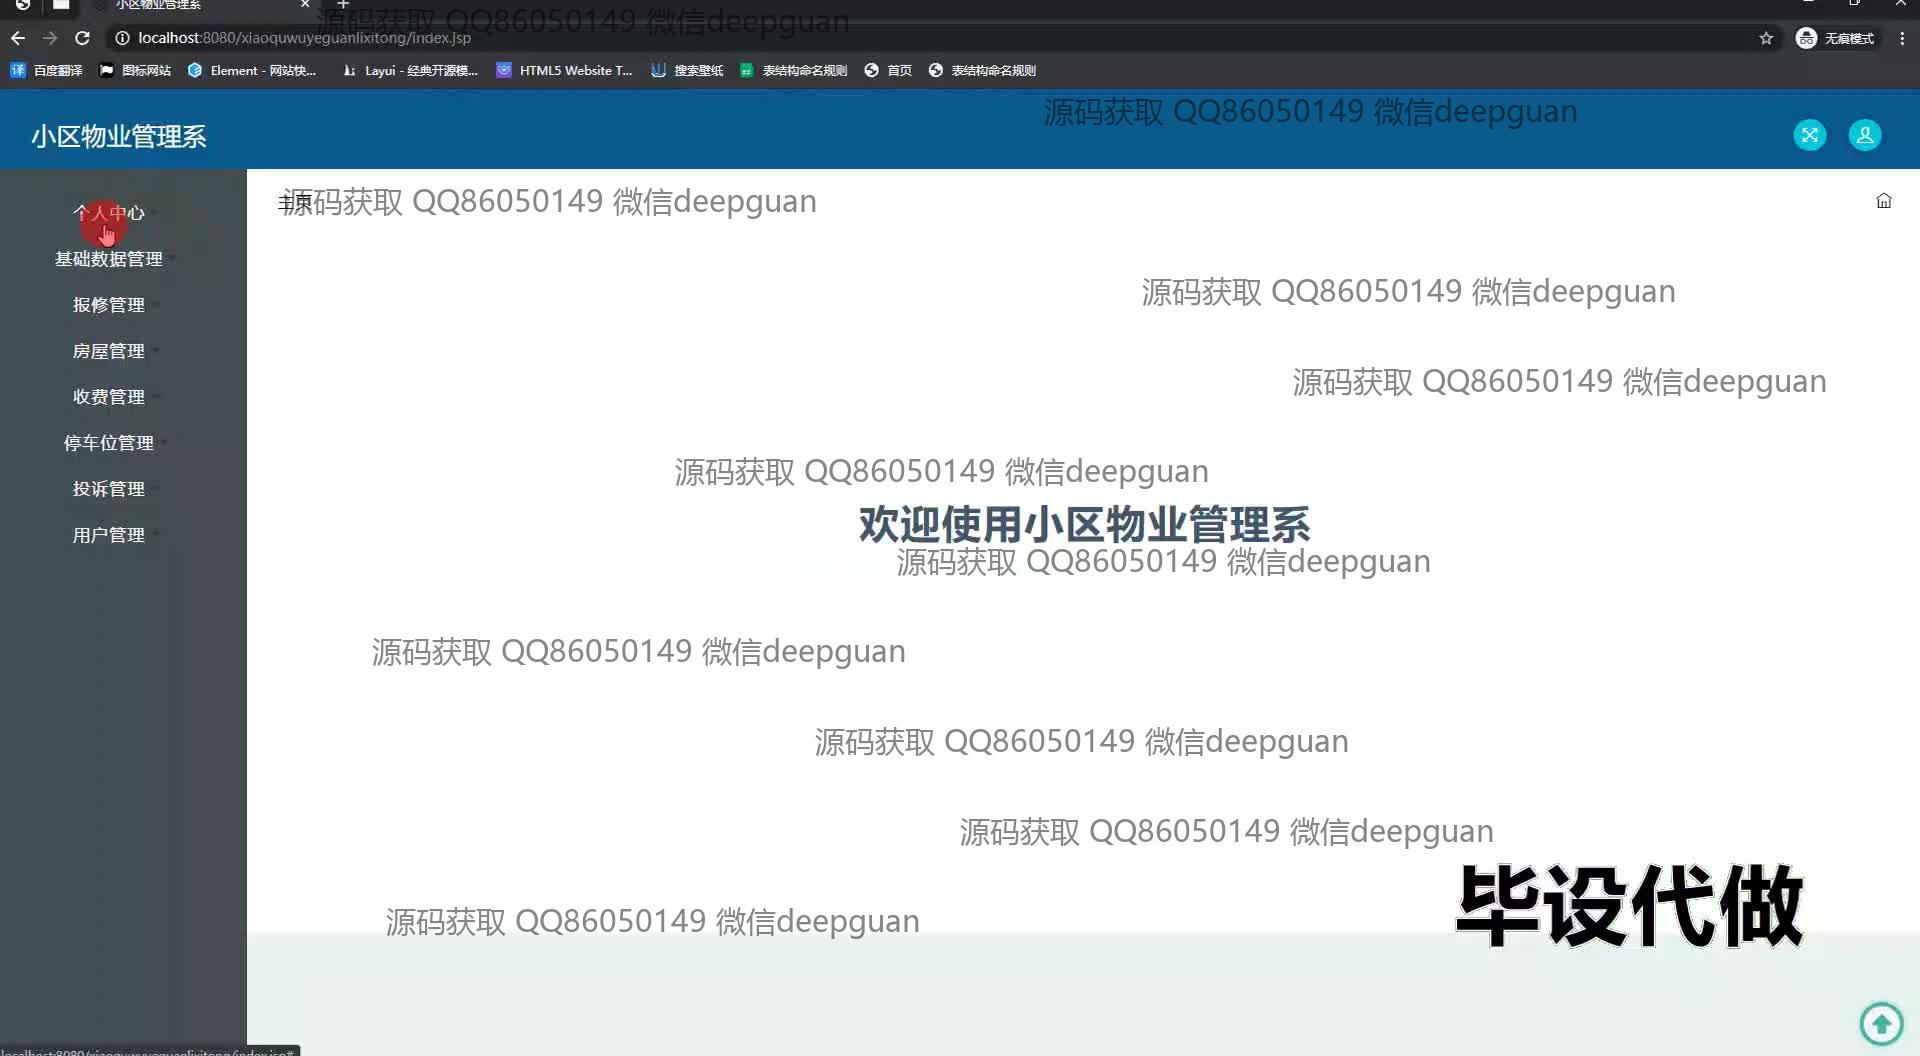 小区物业管理系
源码获取 QQ86050149 微信deepguan
localhost:8080/xiaoquwuyeguanlixitong/index.jsp
无痕模式
百度翻译 图标网站 Element - 网站快... Layui - 经典开源模... HTML5 Website T... 搜索壁纸 表结构命名规则 首页 表结构命名规则
源码获取 QQ86050149 微信deepguan
小区物业管理系
主页
源码获取 QQ86050149 微信deepguan
个人中心
基础数据管理
报修管理
房屋管理
收费管理
停车位管理
投诉管理
用户管理
源码获取 QQ86050149 微信deepguan
源码获取 QQ86050149 微信deepguan
源码获取 QQ86050149 微信deepguan
欢迎使用小区物业管理系
源码获取 QQ86050149 微信deepguan
源码获取 QQ86050149 微信deepguan
源码获取 QQ86050149 微信deepguan
源码获取 QQ86050149 微信deepguan
毕设代做
源码获取 QQ86050149 微信deepguan
localhost:8080/xiaoquwuyeguanlixitong/index.jsp#